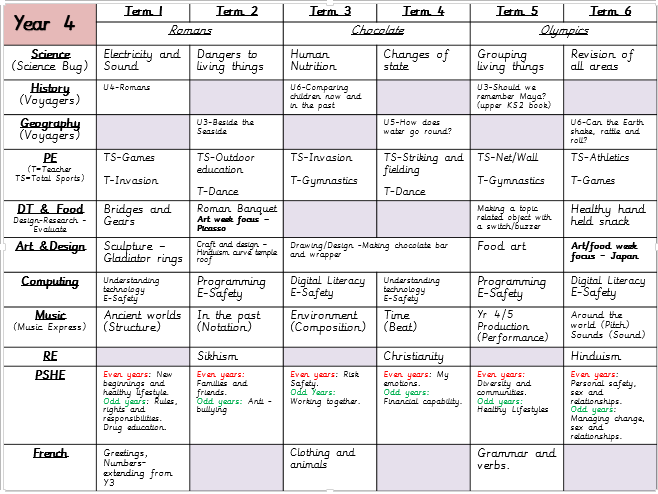 Year 4
Term 1
Term 2
Term 3
Term 4
Term 5
Term 6
Romans
Chocolate
Olympics
Science
(Science Bug)
Electricity and
Sound
Dangers to
living things
Human
Nutrition
Changes of
state
Grouping
living things
Revision of
all areas
History
(Voyagers)
U4-Romans
U6-Comparing
children now and
in the past
U3-Should we
remember Maya?
(upper KS2 book)
Geography
(Voyagers)
U3-Beside the
Seaside
U5-How does
water go round?
U6-Can the Earth
shake, rattle and
roll?
PE
(T=Teacher
TS=Total Sports)
TS-Games
T-Invasion
TS-Outdoor
education
T-Dance
TS-Invasion
T-Gymnastics
TS-Striking and
fielding
T-Dance
TS-Net/Wall
T-Gymnastics
TS-Athletics
T-Games
DT & Food
Design-Research -
Evaluate
Bridges and
Gears
Roman Banquet
Art week focus –
Picasso
Making a topic
related object with
a switch/buzzer
Healthy hand
held snack
Art &Design
Sculpture –
Gladiator rings
Craft and design –
Hinduism curve temple
roof
Drawing/Design -Making chocolate bar
and wrapper
Food art
Art/food week
focus – Japan
Computing
Understanding
technology
E-Safety
Programming
E-Safety
Digital Literacy
E-Safety
Understanding
technology
E-Safety
Programming
E-Safety
Digital Literacy
E-Safety
Music
(Music Express)
Ancient worlds
(Structure)
In the past
(Notation)
Environment
(Composition)
Time
(Beat)
Yr 4/5
Production
(Performance)
Around the
world (Pitch)
Sounds (Sound)
RE
Sikhism
Christianity
Hinduism
PSHE
Even years: New
beginnings and
healthy lifestyle.
Odd years: Rules,
rights and
responsibilities.
Drug education.
Even years:
Families and
friends.
Odd years: Anti -
bullying
Even years: Risk
Safety.
Odd Years:
Working together.
Even years: My
emotions.
Odd years:
Financial capability.
Even years:
Diversity and
communities.
Odd years:
Healthy Lifestyles
Even years:
Personal safety,
sex and
relationships.
Odd years:
Managing change,
sex and
relationships.
French
Greetings,
Numbers-
extending from
Y3
Clothing and
animals
Grammar and
verbs.